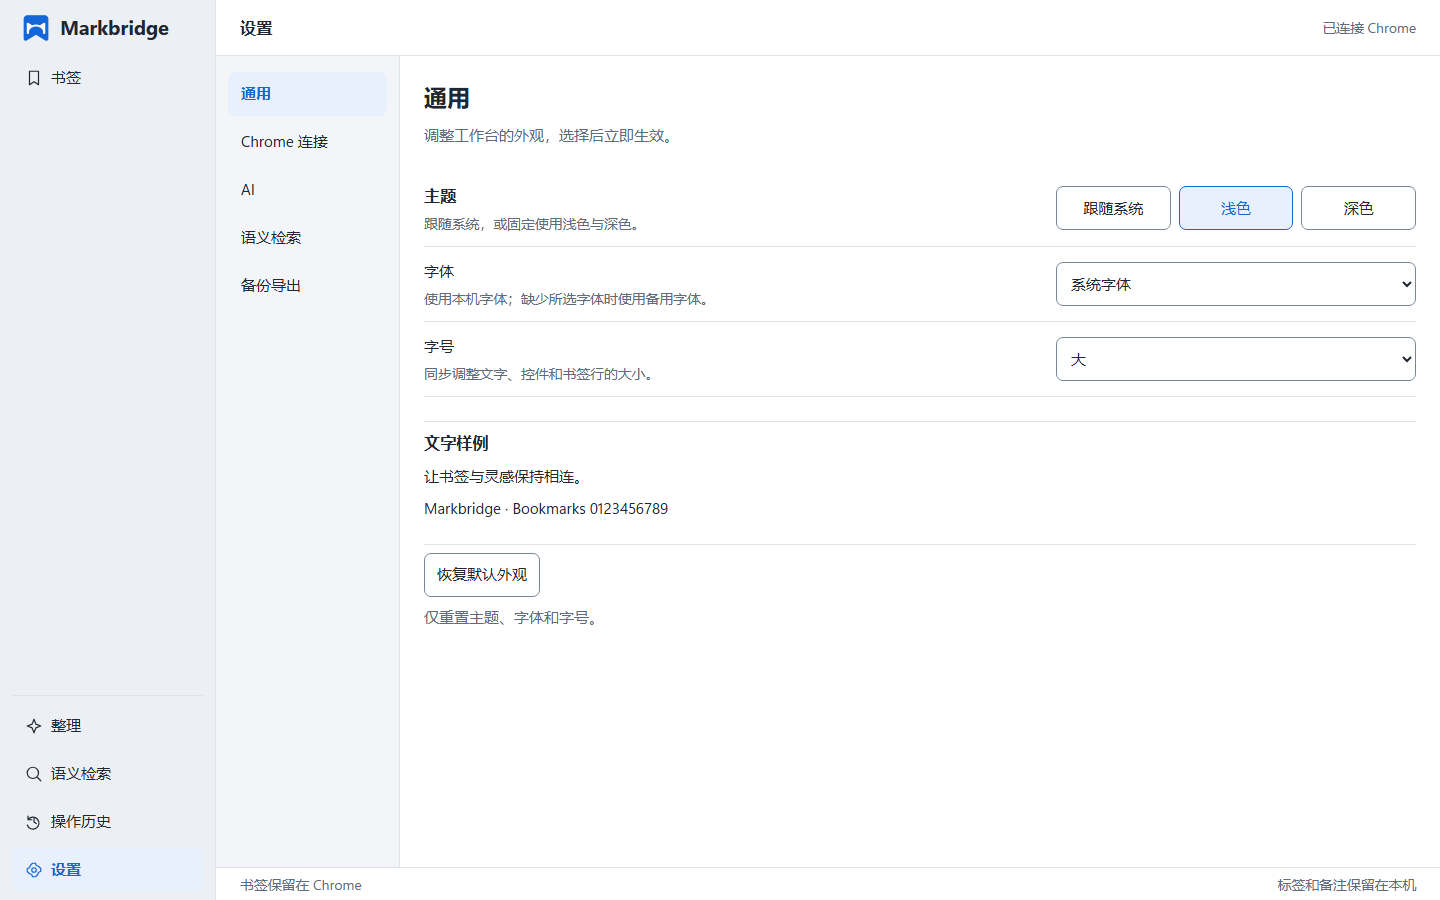 Markbridge
书签
整理
语义检索
操作历史
设置
设置
已连接 Chrome
通用
Chrome 连接
AI
语义检索
备份导出
通用
调整工作台的外观，选择后立即生效。
主题
跟随系统，或固定使用浅色与深色。
跟随系统
浅色
深色
字体
使用本机字体；缺少所选字体时使用备用字体。
系统字体
字号
同步调整文字、控件和书签行的大小。
大
文字样例
让书签与灵感保持相连。
Markbridge · Bookmarks 0123456789
恢复默认外观
仅重置主题、字体和字号。
书签保留在 Chrome
标签和备注保留在本机